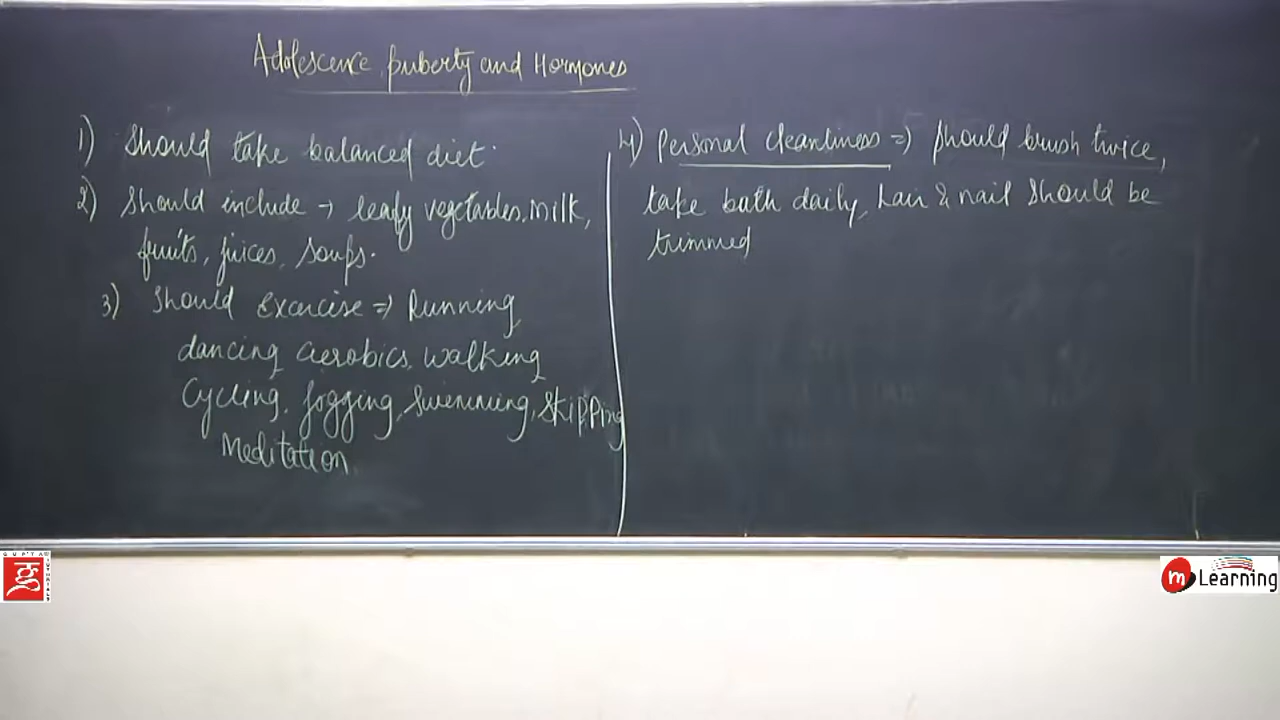 Adolescence, puberty and Hormones
1) Should take balanced diet.
2) Should include → leafy vegetables, milk,
fruits, juices, soups.
3) Should Exercise ⇒ Running,
dancing, aerobics, walking
Cycling, Jogging, Swimming, Skipping
Meditation.
4) Personal cleanliness ⇒ Should brush twice,
take bath daily, hair & nail should be
trimmed
m Learning